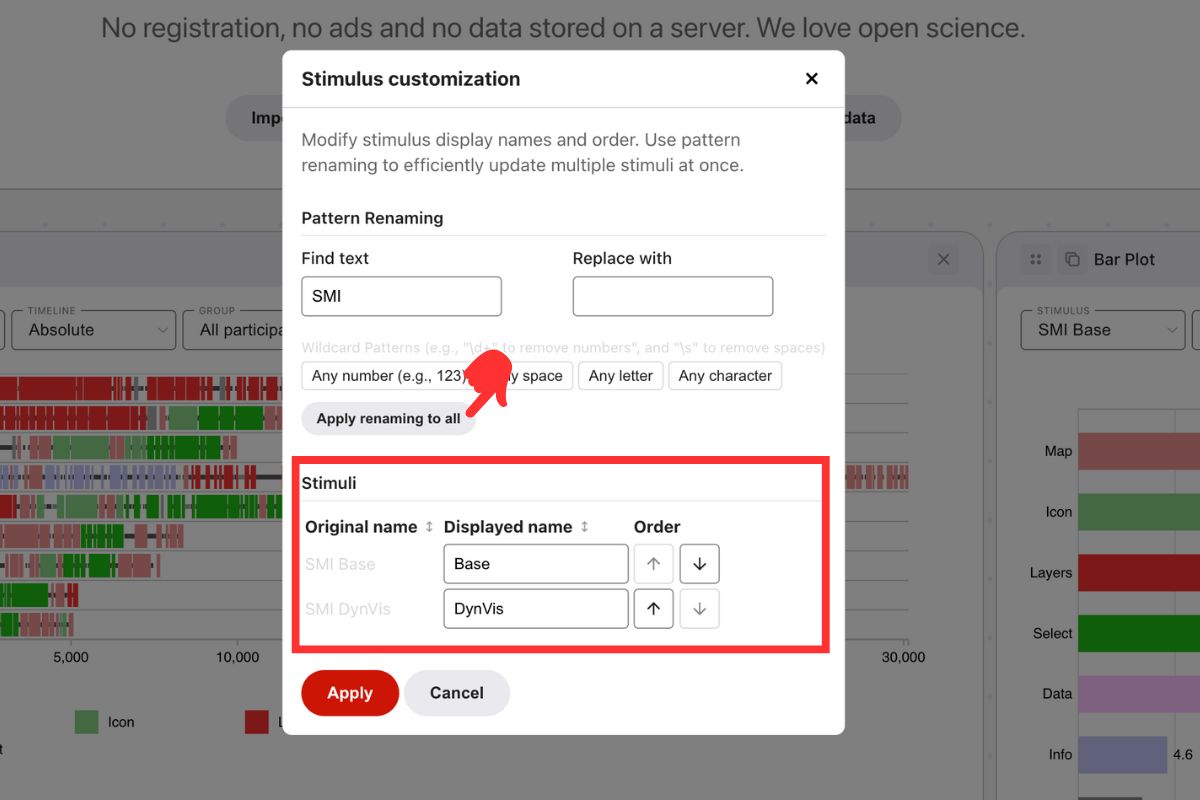 No registration, no ads and no data stored on a server. We love open science.
Stimulus customization
Modify stimulus display names and order. Use pattern
renaming to efficiently update multiple stimuli at once.
Pattern Renaming
Find text Replace with
SMI
Wildcard Patterns (e.g., "\d+" to remove numbers", and "\s" to remove spaces)
Any number (e.g., 123) space Any letter Any character
Apply renaming to all
Stimuli
Original name Displayed name Order
SMI Base Base
SMI DynVis DynVis
Apply Cancel
data
TIMELINE GROUP
Absolute All
5,000 10,000 30,000
Icon
Bar Plot
STIMULUS
SMI Base
Map
Icon
Layers
Select
Data
Info 4.6